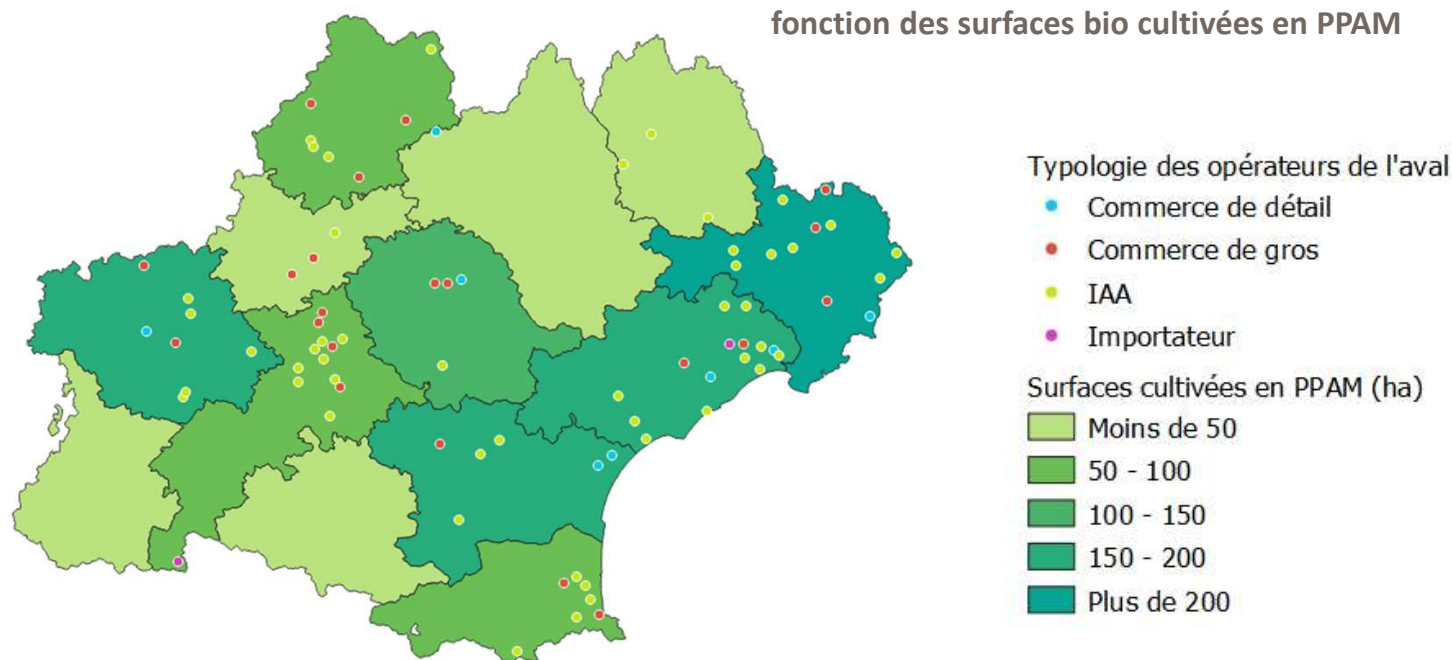 fonction des surfaces bio cultivées en PPAM
Typologie des opérateurs de l'aval
Commerce de détail
Commerce de gros
IAA
Importateur
Surfaces cultivées en PPAM (ha)
Moins de 50
50 - 100
100 - 150
150 - 200
Plus de 200